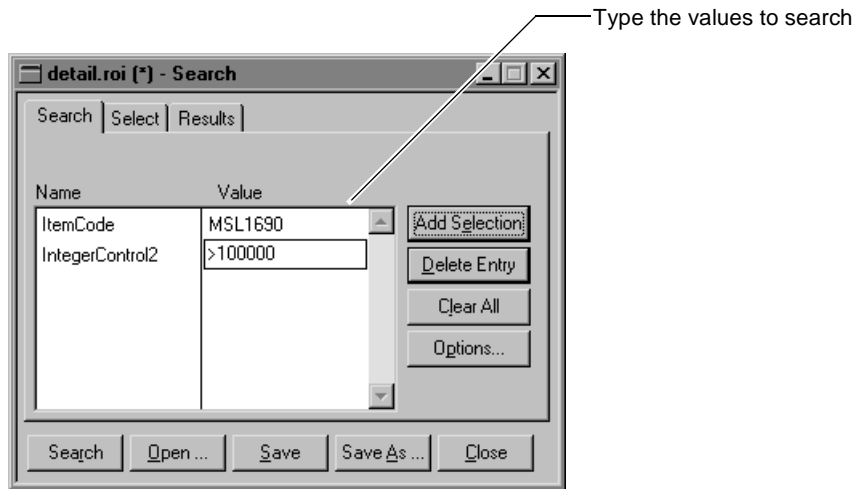 Type the values to search
detail.roi (*) - Search
Search Select Results
Name Value
ItemCode MSL1690 Add Selection
IntegerControl2 >100000 Delete Entry
Clear All
Options...
Search Open ... Save Save As ... Close